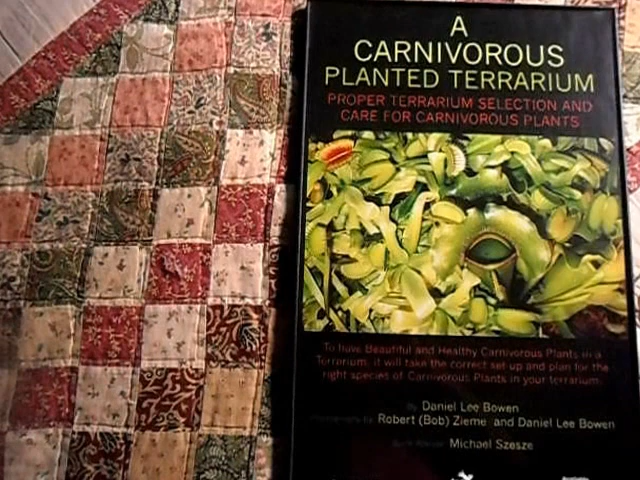 A
CARNIVOROUS
PLANTED TERRARIUM
PROPER TERRARIUM SELECTION AND
CARE FOR CARNIVOROUS PLANTS
To have Beautiful and Healthy Carnivorous Plants in a
Terrarium, it will take the correct set up and plan for the
right species of Carnivorous Plants in your terrarium.
By Daniel Lee Bowen
Robert (Bob) Zieme and Daniel Lee Bowen
Michael Szesze